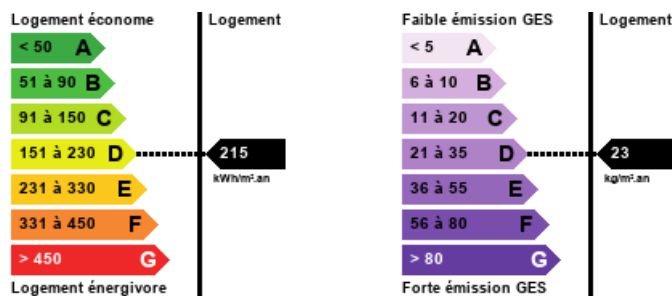 Logement économe
Logement
< 50 A
51 à 90 B
91 à 150 C
151 à 230 D
215
kWh/m².an
231 à 330 E
331 à 450 F
> 450 G
Logement énergivore
Faible émission GES
Logement
< 5 A
6 à 10 B
11 à 20 C
21 à 35 D
23
kg/m².an
36 à 55 E
56 à 80 F
> 80 G
Forte émission GES